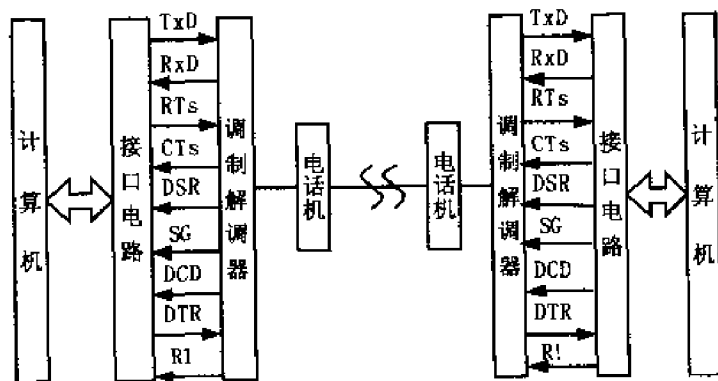 计算机
接口电路
TxD
RxD
RTs
CTs
DSR
SG
DCD
DTR
R1
调制解调器
电话机
电话机
调制解调器
TxD
RxD
RTs
CTs
DSR
SG
DCD
DTR
R!
接口电路
计算机